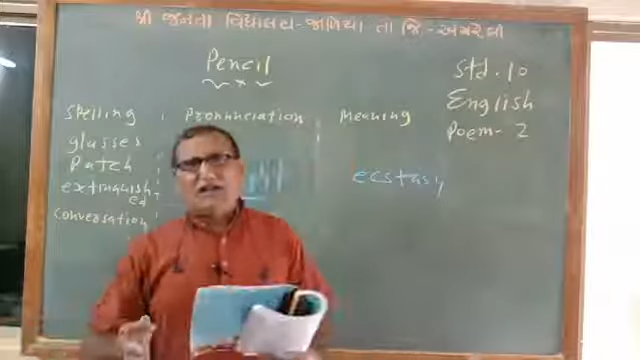 શ્રી જનતા વિદ્યાલય-જાળિયા તા જિ-અમરેલી
Pencil
Std. 10
English
Poem- 2
Spelling : Pronunciation Meaning
glasses
Patch
extinguish
ed
conversation
ecstasy